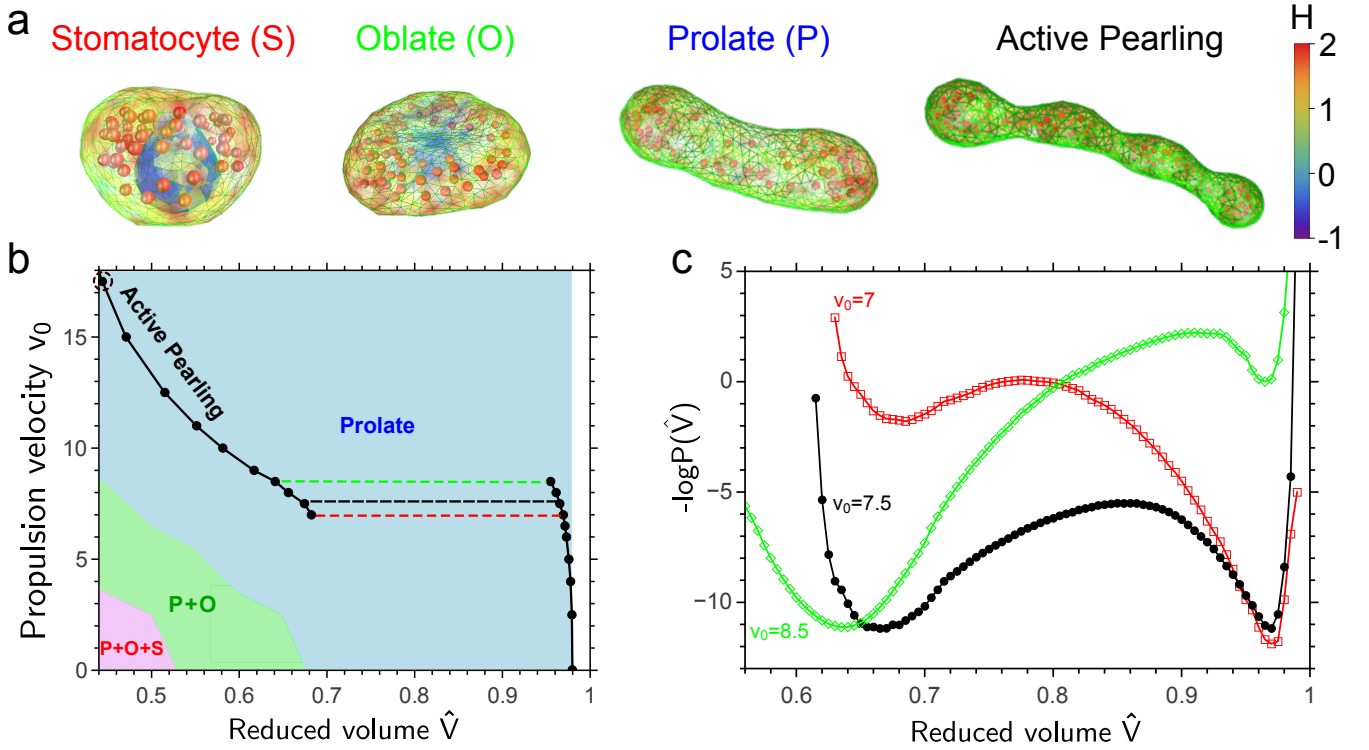 a
Stomatocyte (S)
Oblate (O)
Prolate (P)
Active Pearling
H
2
1
0
-1
b
Propulsion velocity v₀
15
10
5
0
Active Pearling
Prolate
P+O
P+O+S
0.5
0.6
0.7
0.8
0.9
1
Reduced volume V̂
c
-logP(V̂)
5
0
−5
−10
v₀=7
v₀=7.5
v₀=8.5
0.6
0.7
0.8
0.9
1
Reduced volume V̂